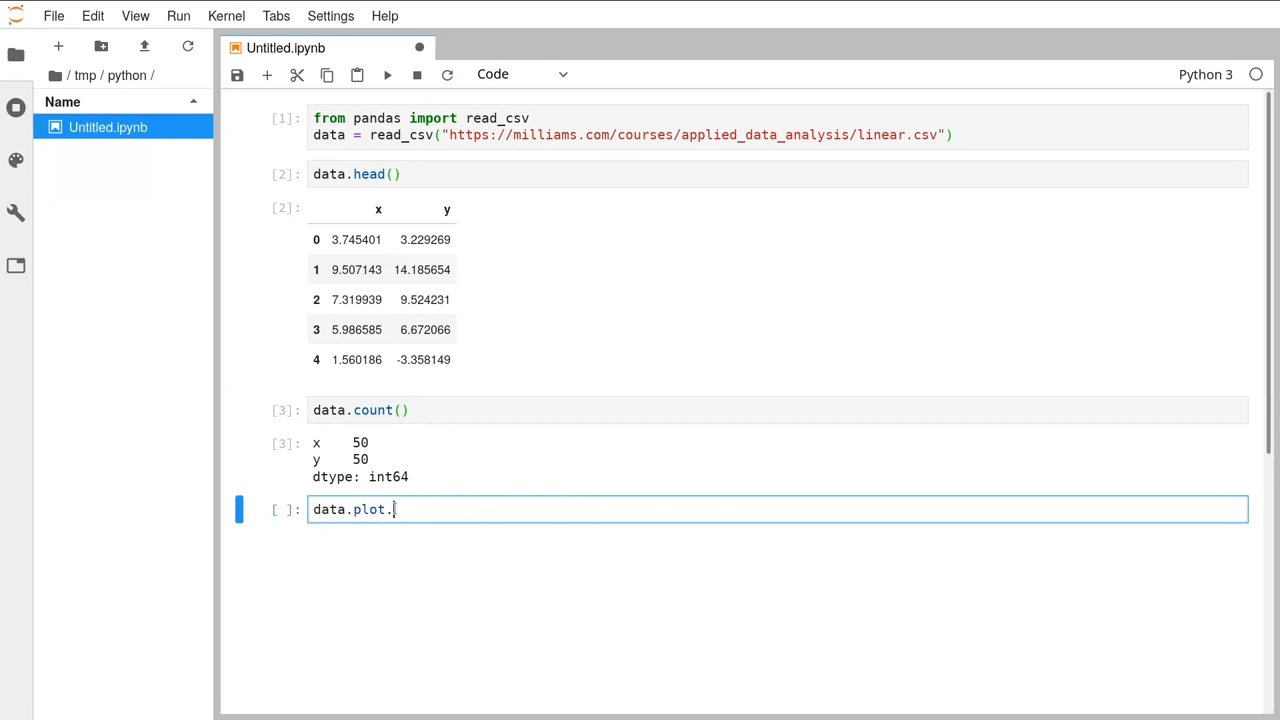 File Edit View Run Kernel Tabs Settings Help
/ tmp / python /
Name
Untitled.ipynb
Untitled.ipynb
Code
Python 3
[1]: from pandas import read_csv
data = read_csv("https://milliams.com/courses/applied_data_analysis/linear.csv")
[2]: data.head()
[2]:
x y
0 3.745401 3.229269
1 9.507143 14.185654
2 7.319939 9.524231
3 5.986585 6.672066
4 1.560186 -3.358149
[3]: data.count()
[3]: x 50
y 50
dtype: int64
[ ]: data.plot.